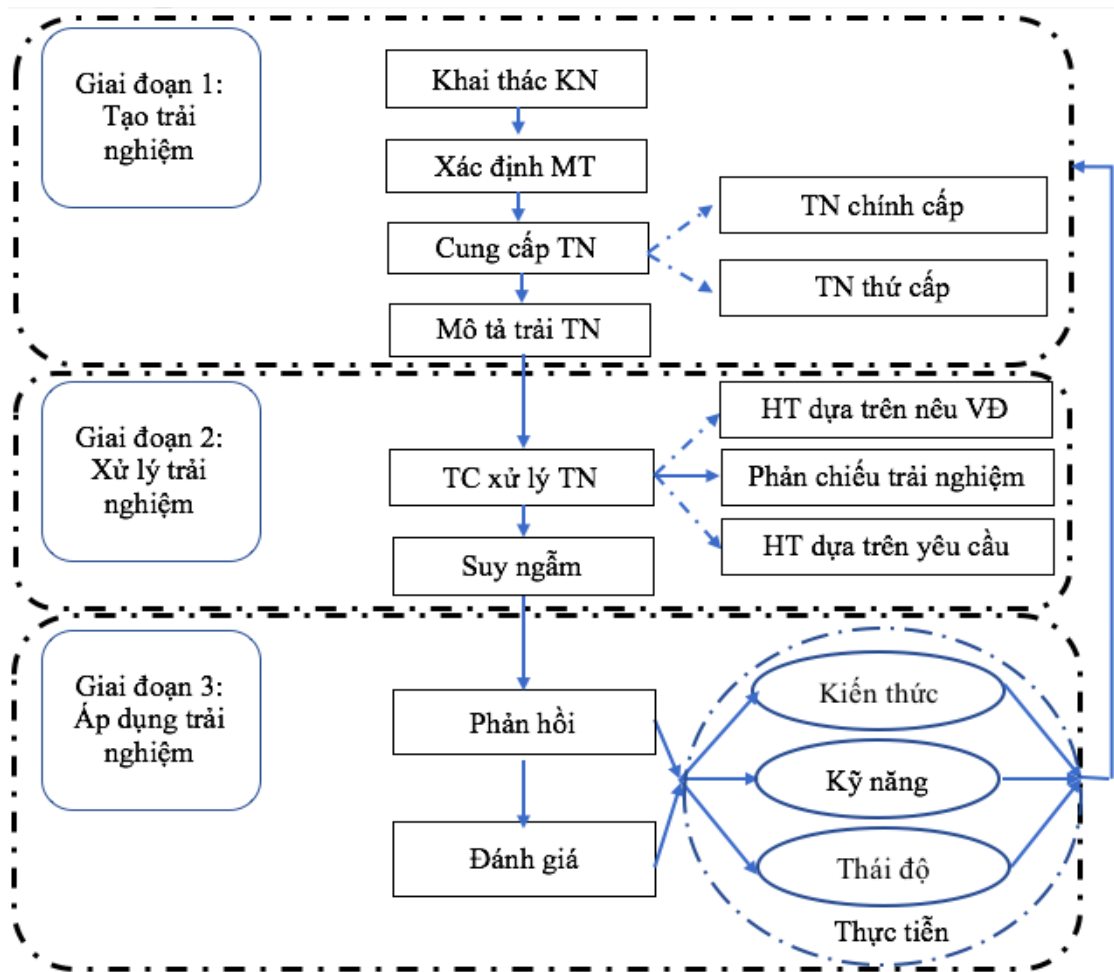 Giai đoạn 1:
Tạo trải
nghiệm
Khai thác KN
Xác định MT
Cung cấp TN
Mô tả trải TN
TN chính cấp
TN thứ cấp
Giai đoạn 2:
Xử lý trải
nghiệm
TC xử lý TN
Suy ngẫm
HT dựa trên nêu VĐ
Phản chiếu trải nghiệm
HT dựa trên yêu cầu
Giai đoạn 3:
Áp dụng trải
nghiệm
Phản hồi
Đánh giá
Kiến thức
Kỹ năng
Thái độ
Thực tiễn